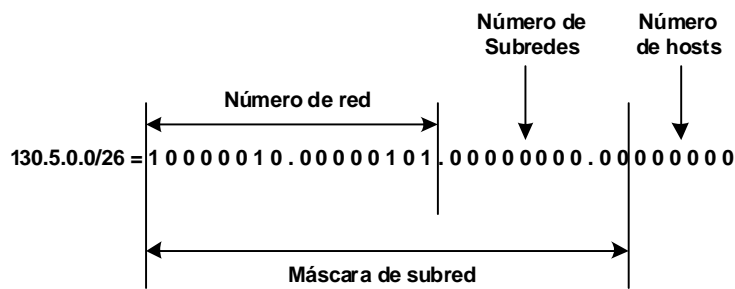 Número de
Subredes
Número
de hosts
Número de red
130.5.0.0/26 = 1 0 0 0 0 0 1 0 . 0 0 0 0 0 1 0 1 . 0 0 0 0 0 0 0 0 . 0 0 0 0 0 0 0 0
Máscara de subred